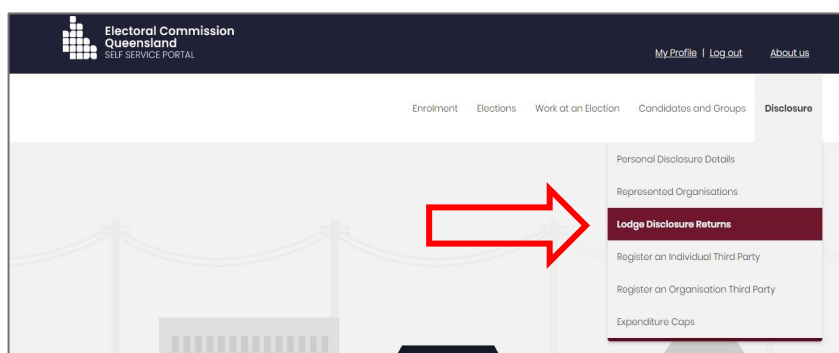 Electoral Commission
Queensland
SELF SERVICE PORTAL
My Profile | Log out About us
Enrolment Elections Work at an Election Candidates and Groups Disclosure
Personal Disclosure Details
Represented Organisations
Lodge Disclosure Returns
Register an Individual Third Party
Register an Organisation Third Party
Expenditure Caps